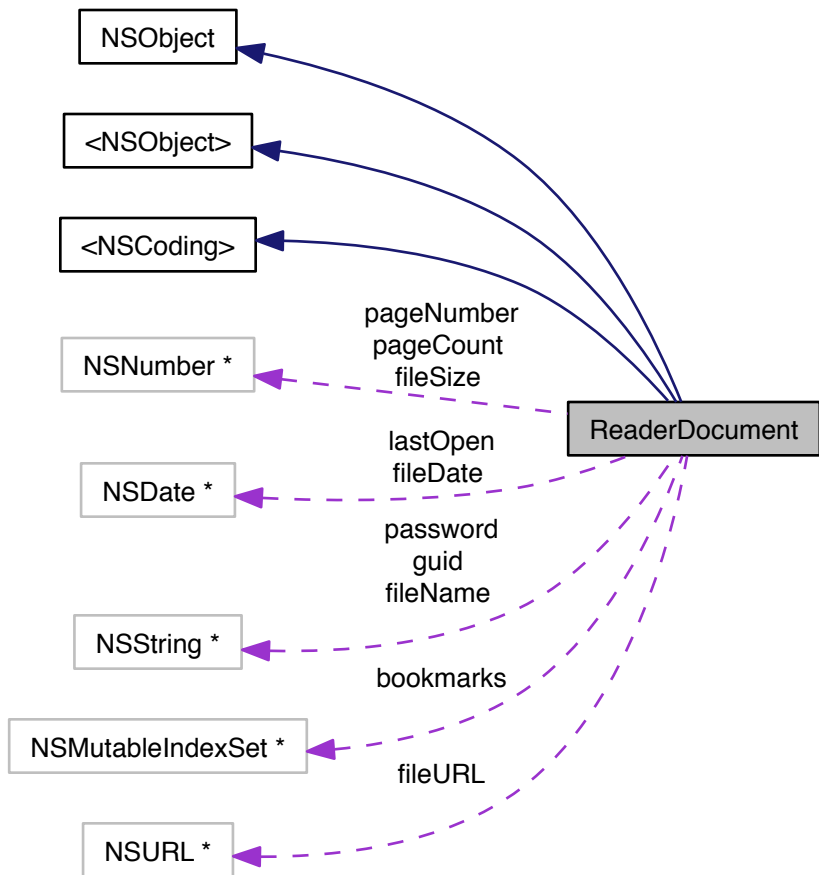 NSObject
<NSObject>
<NSCoding>
pageNumber
pageCount
fileSize
NSNumber *
ReaderDocument
lastOpen
fileDate
NSDate *
password
guid
fileName
NSString *
bookmarks
NSMutableIndexSet *
fileURL
NSURL *